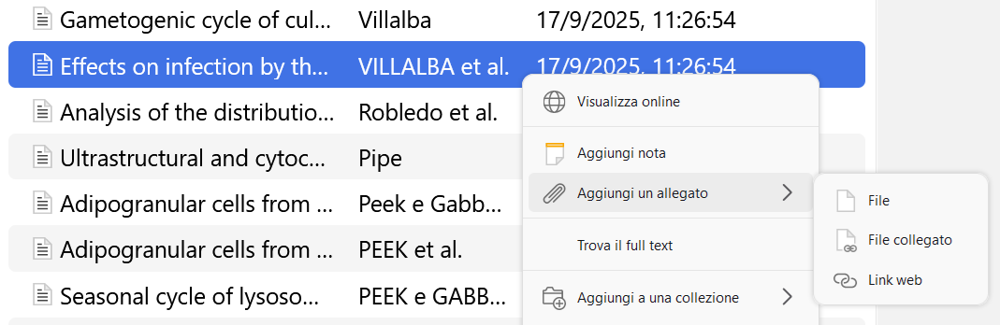 Gametogenic cycle of cul... Villalba 17/9/2025, 11:26:54
Effects on infection by th... VILLALBA et al. 17/9/2025, 11:26:54
Analysis of the distributio... Robledo et al.
Ultrastructural and cytoc... Pipe
Adipogranular cells from ... Peek e Gabb...
Adipogranular cells from ... PEEK et al.
Seasonal cycle of lysoso... PEEK e GABB...
Visualizza online
Aggiungi nota
Aggiungi un allegato
Trova il full text
Aggiungi a una collezione
File
File collegato
Link web